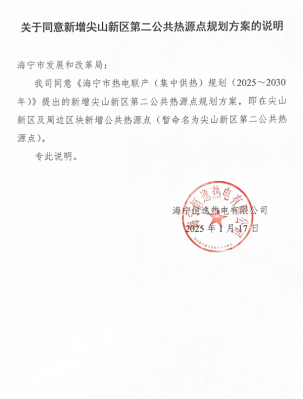 关于同意新增尖山新区第二公共热源点规划方案的说明
海宁市发展和改革局：
我司同意《海宁市热电联产（集中供热）规划（2025～2030
年）》提出的新增尖山新区第二公共热源点规划方案，即在尖山
新区及周边区块新增公共热源点（暂命名为尖山新区第二公共热
源点）。
专此说明。
海宁恒逸热电有限公司
2025年1月17日